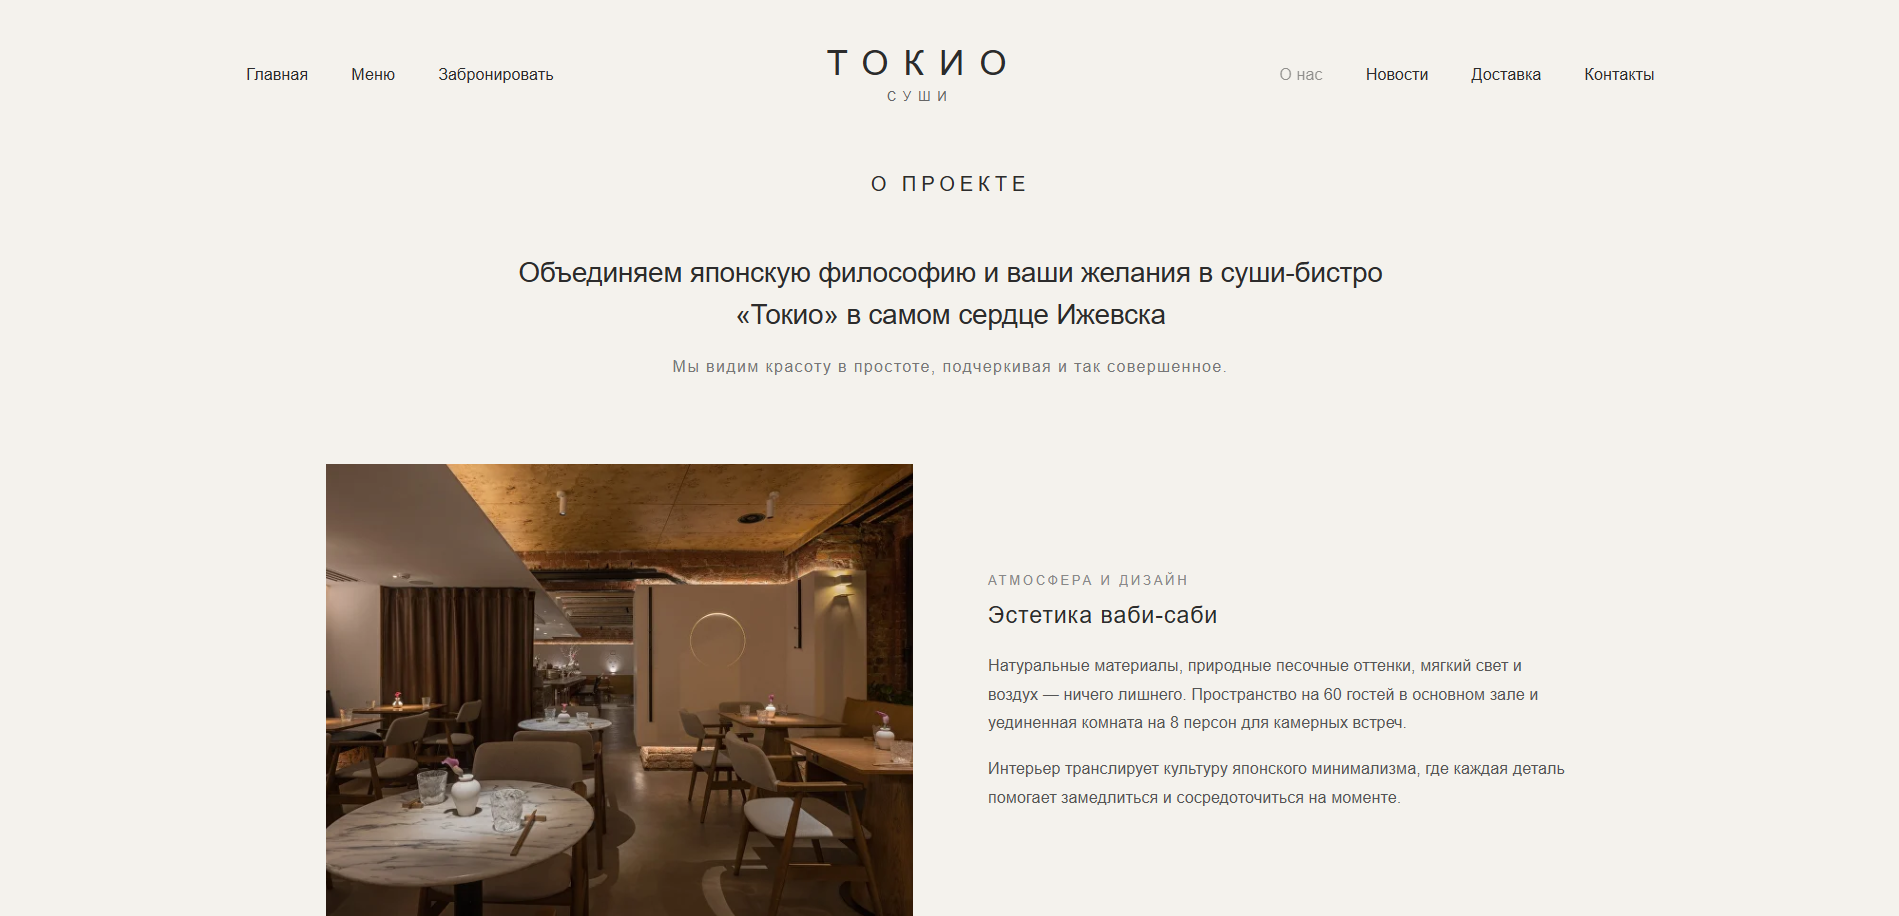 Главная Меню Забронировать
ТОКИО
СУШИ
О нас Новости Доставка Контакты
О ПРОЕКТЕ
Объединяем японскую философию и ваши желания в суши-бистро
«Токио» в самом сердце Ижевска
Мы видим красоту в простоте, подчеркивая и так совершенное.
АТМОСФЕРА И ДИЗАЙН
Эстетика ваби-саби
Натуральные материалы, природные песочные оттенки, мягкий свет и
воздух — ничего лишнего. Пространство на 60 гостей в основном зале и
уединенная комната на 8 персон для камерных встреч.
Интерьер транслирует культуру японского минимализма, где каждая деталь
помогает замедлиться и сосредоточиться на моменте.